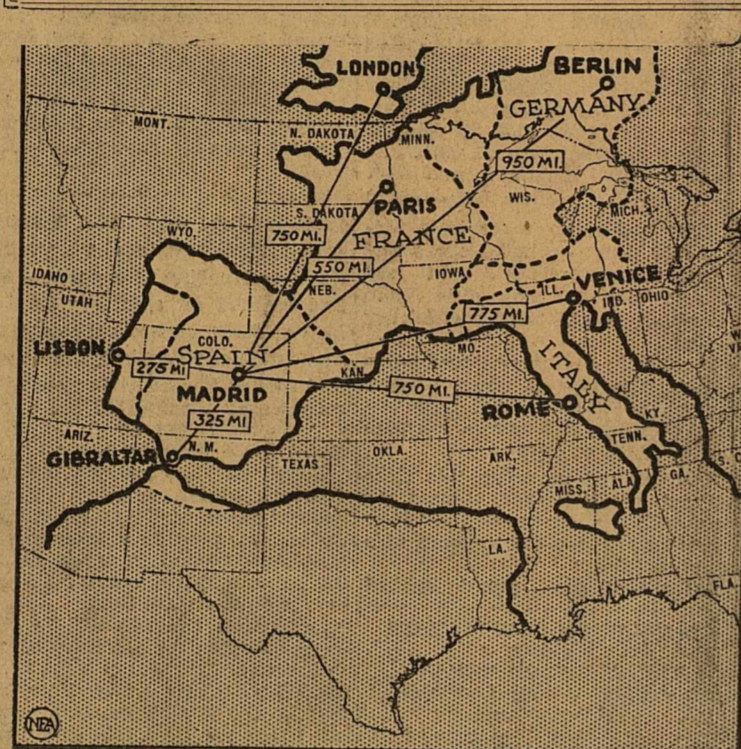 LONDON
BERLIN
GERMANY
MONT.
N. DAKOTA
MINN.
950 MI.
WIS.
MICH.
S. DAKOTA
PARIS
750 MI.
FRANCE
WYO.
550 MI.
IDAHO
UTAH
NEB.
IOWA
ILL.
VENICE
IND.
OHIO
775 MI.
LISBON
COLO.
SPAIN
275 MI
MADRID
KAN.
MO.
ITALY
750 MI.
325 MI
ROME
KY.
ARIZ.
N. M.
GIBRALTAR
TEXAS
OKLA.
ARK.
TENN.
MISS.
ALA
GA.
S. C
LA.
FLA.
NEA